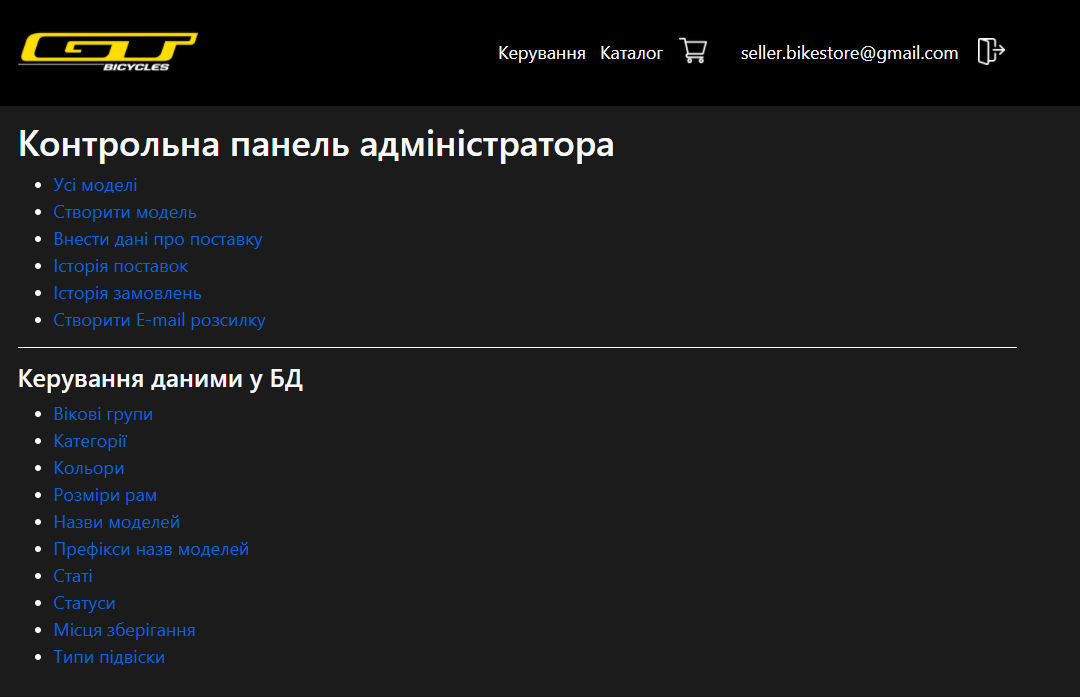 GT
BICYCLES
Керування Каталог seller.bikestore@gmail.com
Контрольна панель адміністратора
Усі моделі
Створити модель
Внести дані про поставку
Історія поставок
Історія замовлень
Створити E-mail розсилку
Керування даними у БД
Вікові групи
Категорії
Кольори
Розміри рам
Назви моделей
Префікси назв моделей
Статі
Статуси
Місця зберігання
Типи підвіски